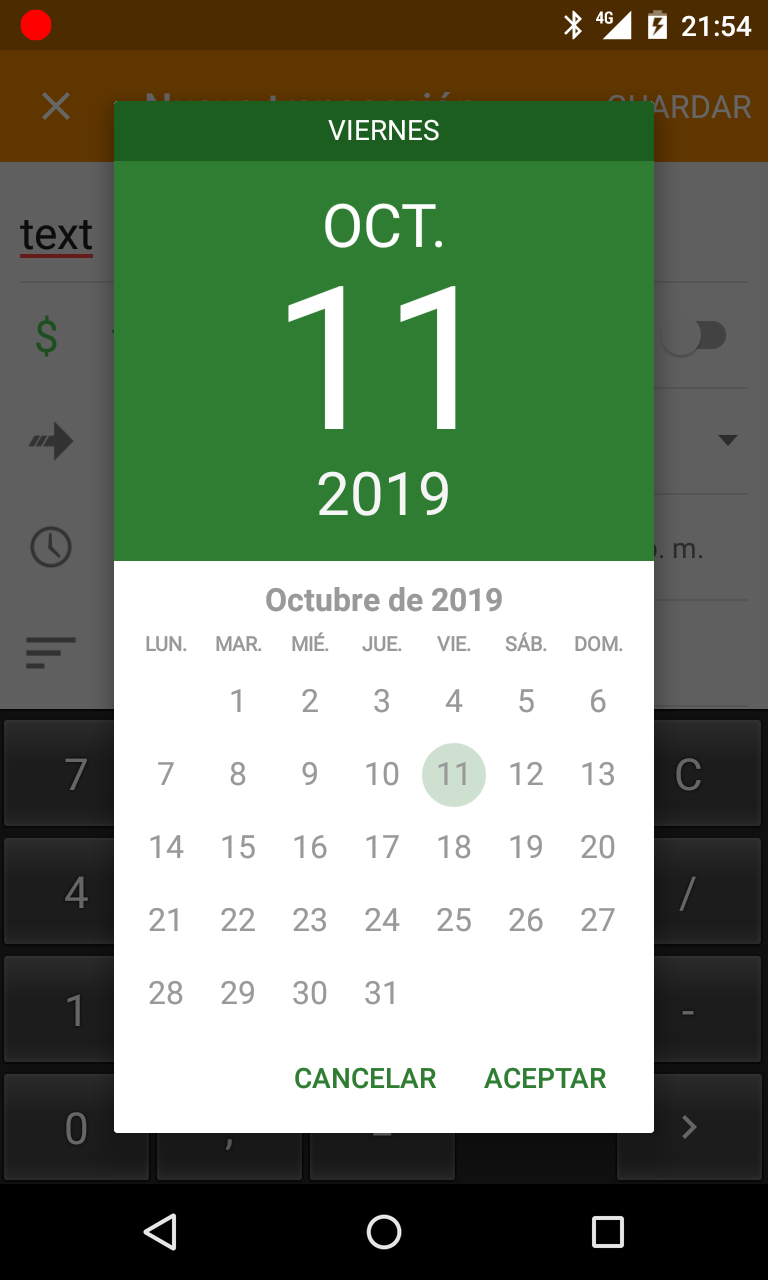 4G 21:54
GUARDAR
VIERNES
text
OCT.
11
2019
$
p. m.
Octubre de 2019
LUN. MAR. MIÉ. JUE. VIE. SÁB. DOM.
1 2 3 4 5 6
7 8 9 10 11 12 13
14 15 16 17 18 19 20
21 22 23 24 25 26 27
28 29 30 31
CANCELAR ACEPTAR
7 C
4 /
1 -
0 , =